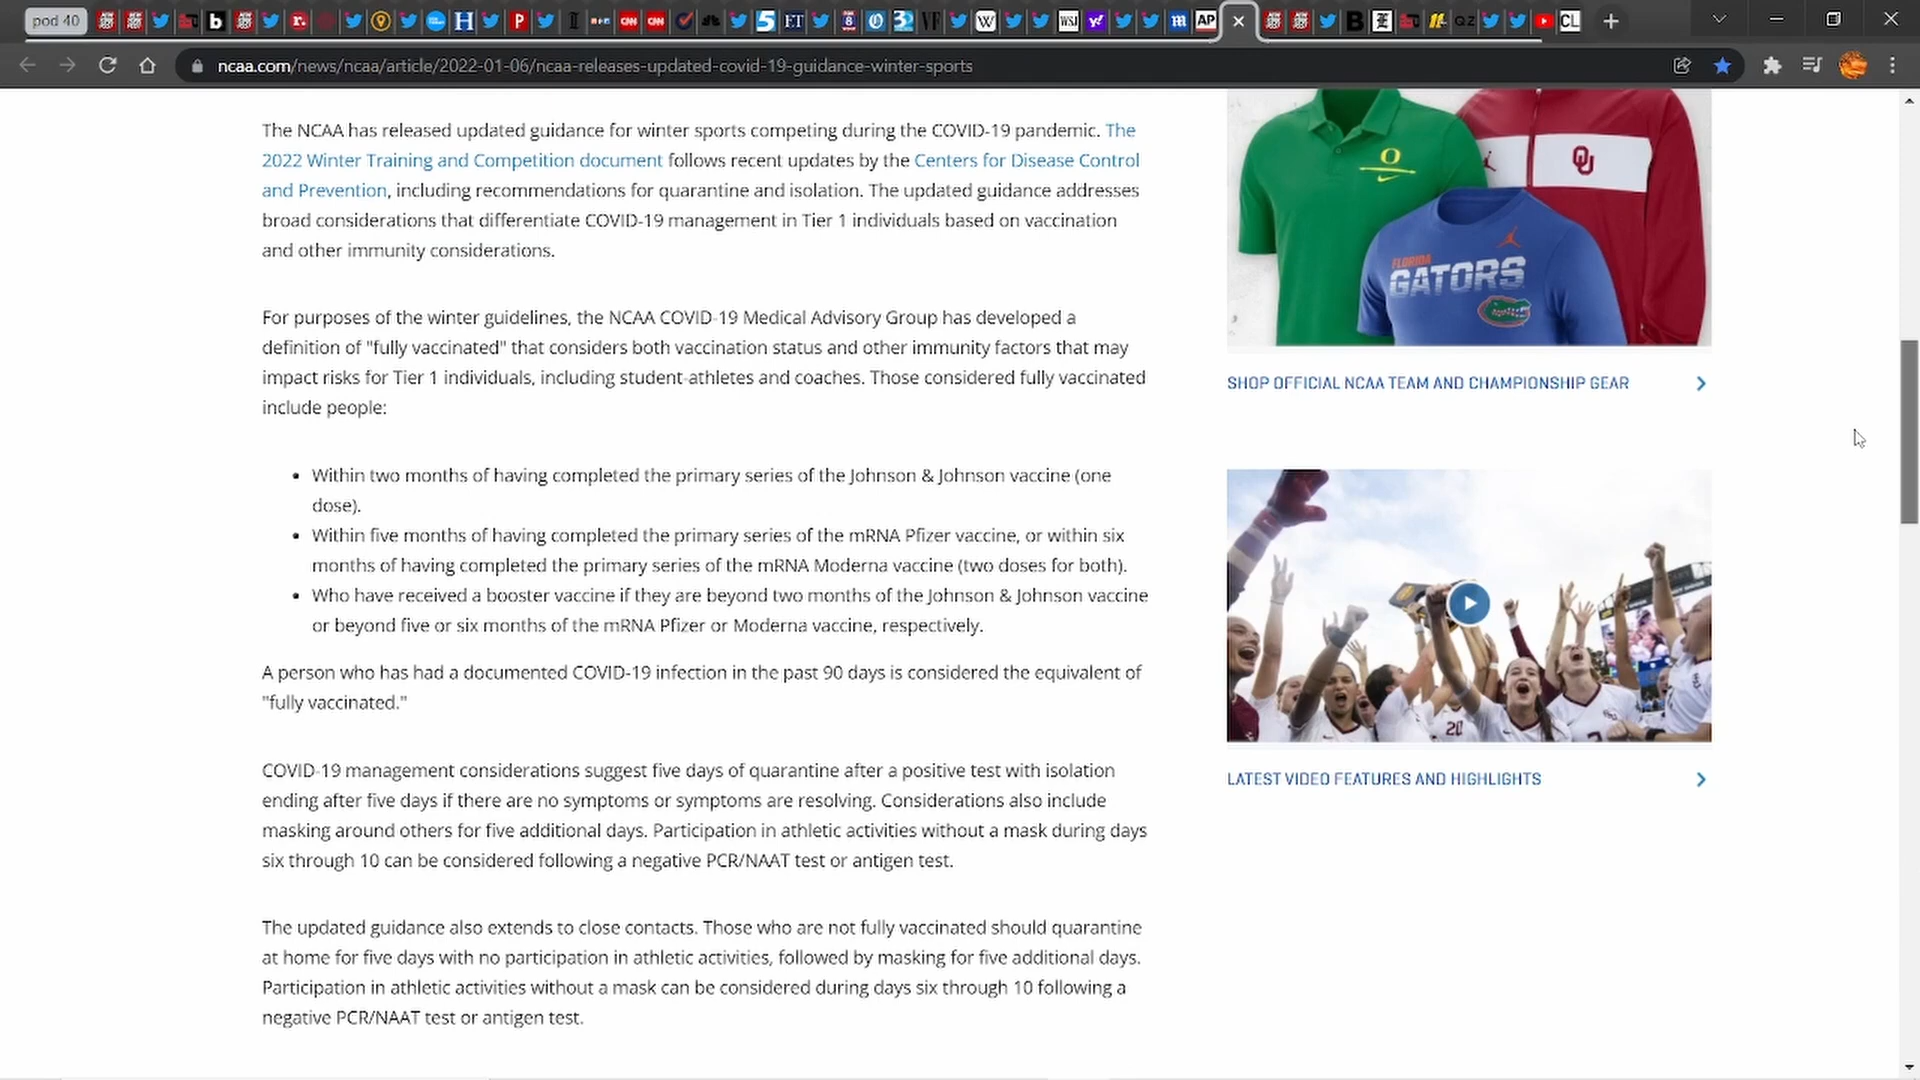 pod 40
ncaa.com/news/ncaa/article/2022-01-06/ncaa-releases-updated-covid-19-guidance-winter-sports
The NCAA has released updated guidance for winter sports competing during the COVID-19 pandemic. The
2022 Winter Training and Competition document follows recent updates by the Centers for Disease Control
and Prevention, including recommendations for quarantine and isolation. The updated guidance addresses
broad considerations that differentiate COVID-19 management in Tier 1 individuals based on vaccination
and other immunity considerations.
For purposes of the winter guidelines, the NCAA COVID-19 Medical Advisory Group has developed a
definition of "fully vaccinated" that considers both vaccination status and other immunity factors that may
impact risks for Tier 1 individuals, including student-athletes and coaches. Those considered fully vaccinated
include people:
• Within two months of having completed the primary series of the Johnson & Johnson vaccine (one
dose).
• Within five months of having completed the primary series of the mRNA Pfizer vaccine, or within six
months of having completed the primary series of the mRNA Moderna vaccine (two doses for both).
• Who have received a booster vaccine if they are beyond two months of the Johnson & Johnson vaccine
or beyond five or six months of the mRNA Pfizer or Moderna vaccine, respectively.
A person who has had a documented COVID-19 infection in the past 90 days is considered the equivalent of
"fully vaccinated."
COVID-19 management considerations suggest five days of quarantine after a positive test with isolation
ending after five days if there are no symptoms or symptoms are resolving. Considerations also include
masking around others for five additional days. Participation in athletic activities without a mask during days
six through 10 can be considered following a negative PCR/NAAT test or antigen test.
The updated guidance also extends to close contacts. Those who are not fully vaccinated should quarantine
at home for five days with no participation in athletic activities, followed by masking for five additional days.
Participation in athletic activities without a mask can be considered during days six through 10 following a
negative PCR/NAAT test or antigen test.
O
OU
FLORIDA
GATORS
SHOP OFFICIAL NCAA TEAM AND CHAMPIONSHIP GEAR
20
LATEST VIDEO FEATURES AND HIGHLIGHTS